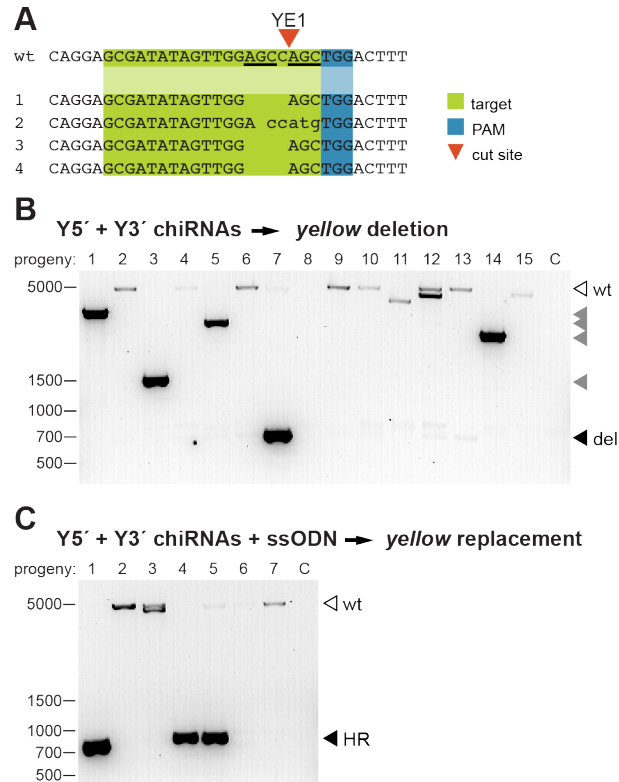 A
YE1
wt CAGGAGCGATATAGTTGGAGCCAGCTGGACTTT
1 CAGGAGCGATATAGTTGG AGCTGGACTTT
2 CAGGAGCGATATAGTTGGA ccatgTGGACTTT
3 CAGGAGCGATATAGTTGG AGCTGGACTTT
4 CAGGAGCGATATAGTTGG AGCTGGACTTT
target
PAM
cut site
B
Y5´ + Y3´ chiRNAs yellow deletion
progeny: 1 2 3 4 5 6 7 8 9 10 11 12 13 14 15 C
5000
wt
1500
1000
700
del
500
C
Y5´ + Y3´ chiRNAs + ssODN yellow replacement
progeny: 1 2 3 4 5 6 7 C
5000
wt
1500
1000
HR
700
500